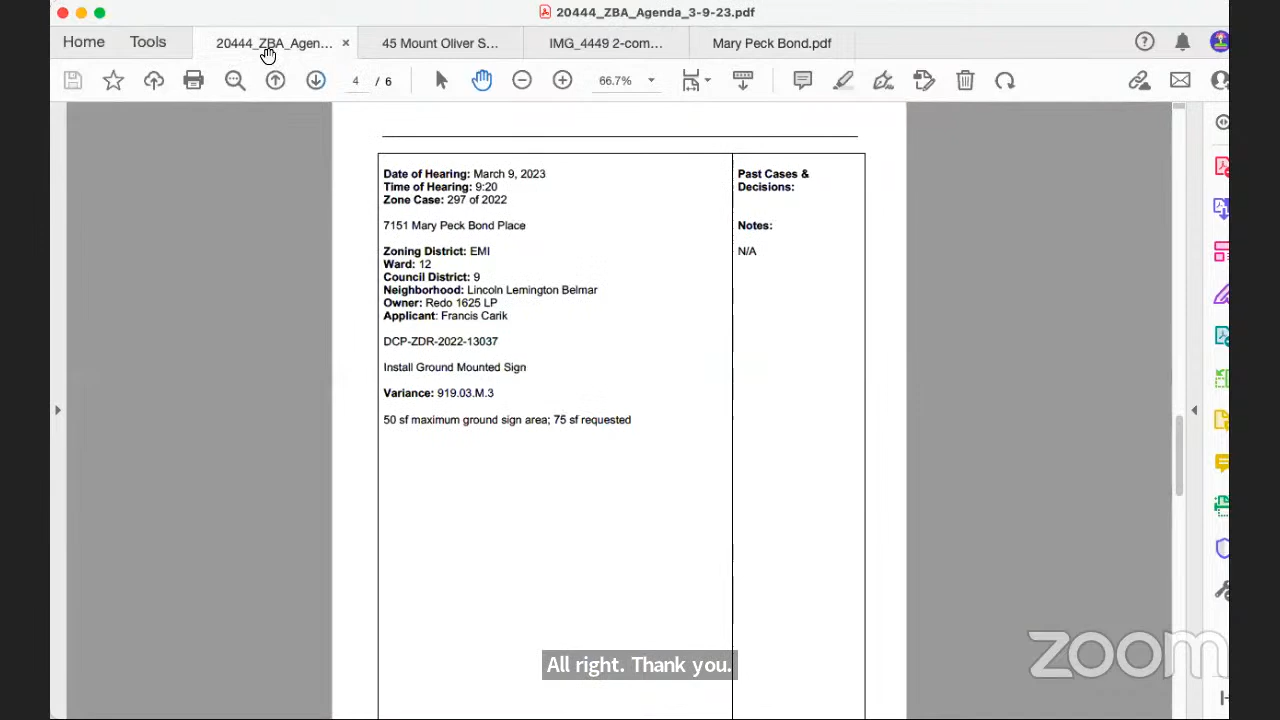 20444_ZBA_Agenda_3-9-23.pdf
Home
Tools
20444_ZBA_Agen...
45 Mount Oliver S...
IMG_4449 2-com...
Mary Peck Bond.pdf
4 / 6
66.7%
Date of Hearing: March 9, 2023
Time of Hearing: 9:20
Zone Case: 297 of 2022
7151 Mary Peck Bond Place
Zoning District: EMI
Ward: 12
Council District: 9
Neighborhood: Lincoln Lemington Belmar
Owner: Redo 1625 LP
Applicant: Francis Carik
DCP-ZDR-2022-13037
Install Ground Mounted Sign
Variance: 919.03.M.3
50 sf maximum ground sign area; 75 sf requested
Past Cases &
Decisions:
Notes:
N/A
All right. Thank you.
zoom